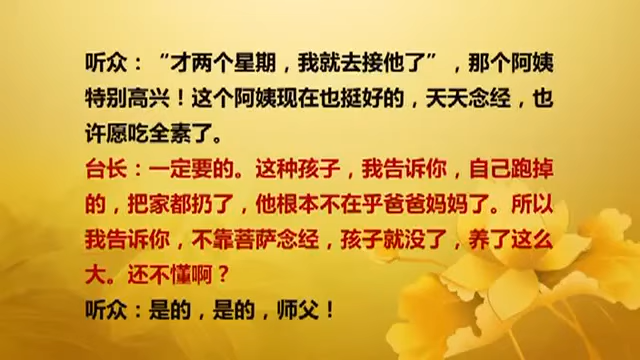 听众：“才两个星期，我就去接他了”，那个阿姨
特别高兴！这个阿姨现在也挺好的，天天念经，也
许愿吃全素了。
台长：一定要的。这种孩子，我告诉你，自己跑掉
的，把家都扔了，他根本不在乎爸爸妈妈了。所以
我告诉你，不靠菩萨念经，孩子就没了，养了这么
大。还不懂啊？
听众：是的，是的，师父！